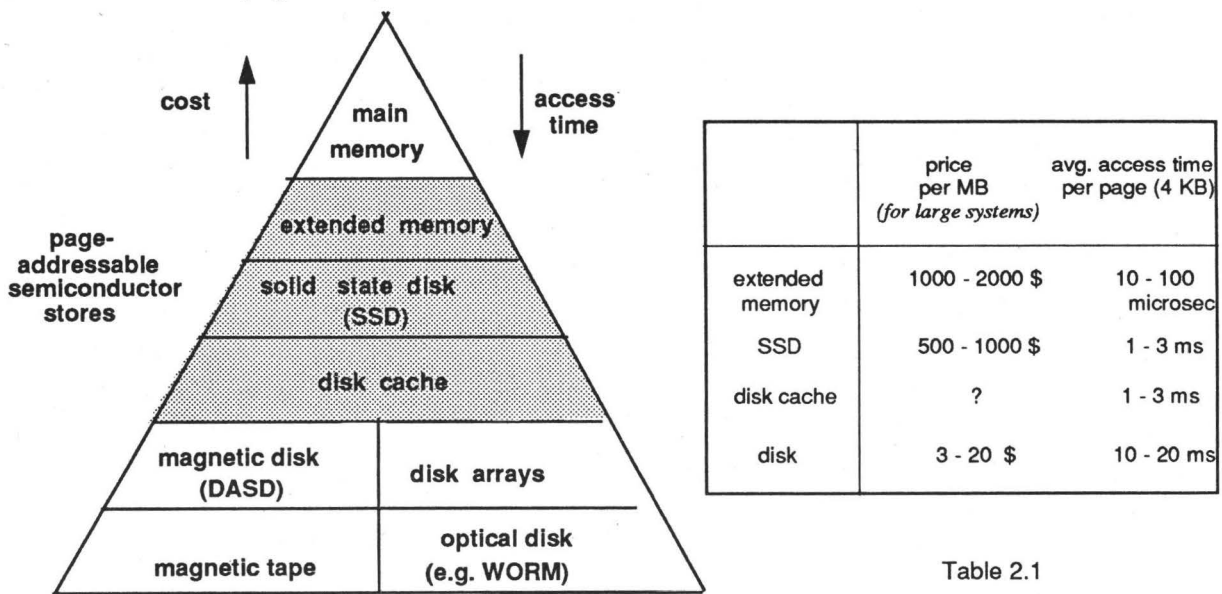 cost
access
time
main
memory
page-
addressable
semiconductor
stores
extended memory
solid state disk
(SSD)
disk cache
magnetic disk
(DASD)
disk arrays
magnetic tape
optical disk
(e.g. WORM)
price
per MB
(for large systems)
avg. access time
per page (4 KB)
extended
memory
1000 - 2000 $
10 - 100
microsec
SSD
500 - 1000 $
1 - 3 ms
disk cache
?
1 - 3 ms
disk
3 - 20 $
10 - 20 ms
Table 2.1